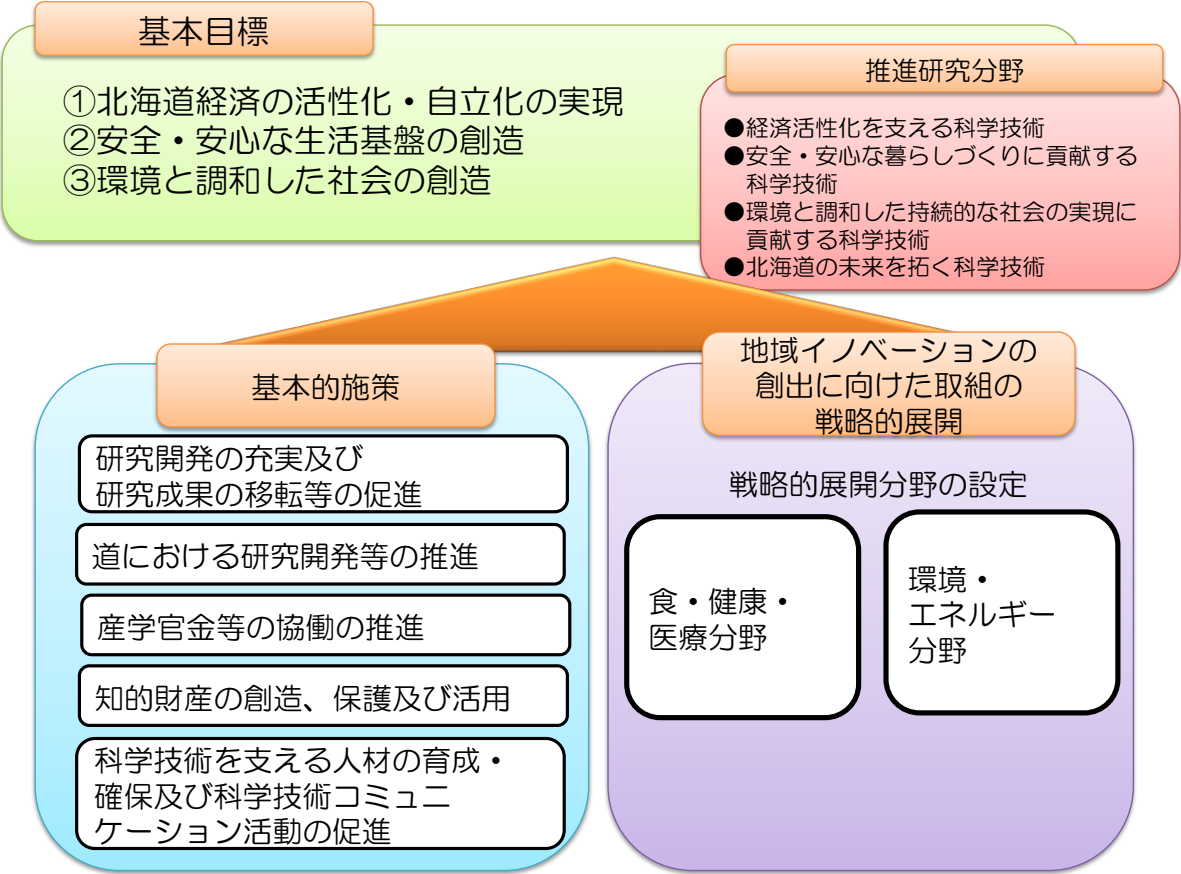 基本目標
①北海道経済の活性化・自立化の実現
②安全・安心な生活基盤の創造
③環境と調和した社会の創造
推進研究分野
●経済活性化を支える科学技術
●安全・安心な暮らしづくりに貢献する
科学技術
●環境と調和した持続的な社会の実現に
貢献する科学技術
●北海道の未来を拓く科学技術
基本的施策
研究開発の充実及び
研究成果の移転等の促進
道における研究開発等の推進
産学官金等の協働の推進
知的財産の創造、保護及び活用
科学技術を支える人材の育成・
確保及び科学技術コミュニ
ケーション活動の促進
地域イノベーションの
創出に向けた取組の
戦略的展開
戦略的展開分野の設定
食・健康・
医療分野
環境・
エネルギー
分野